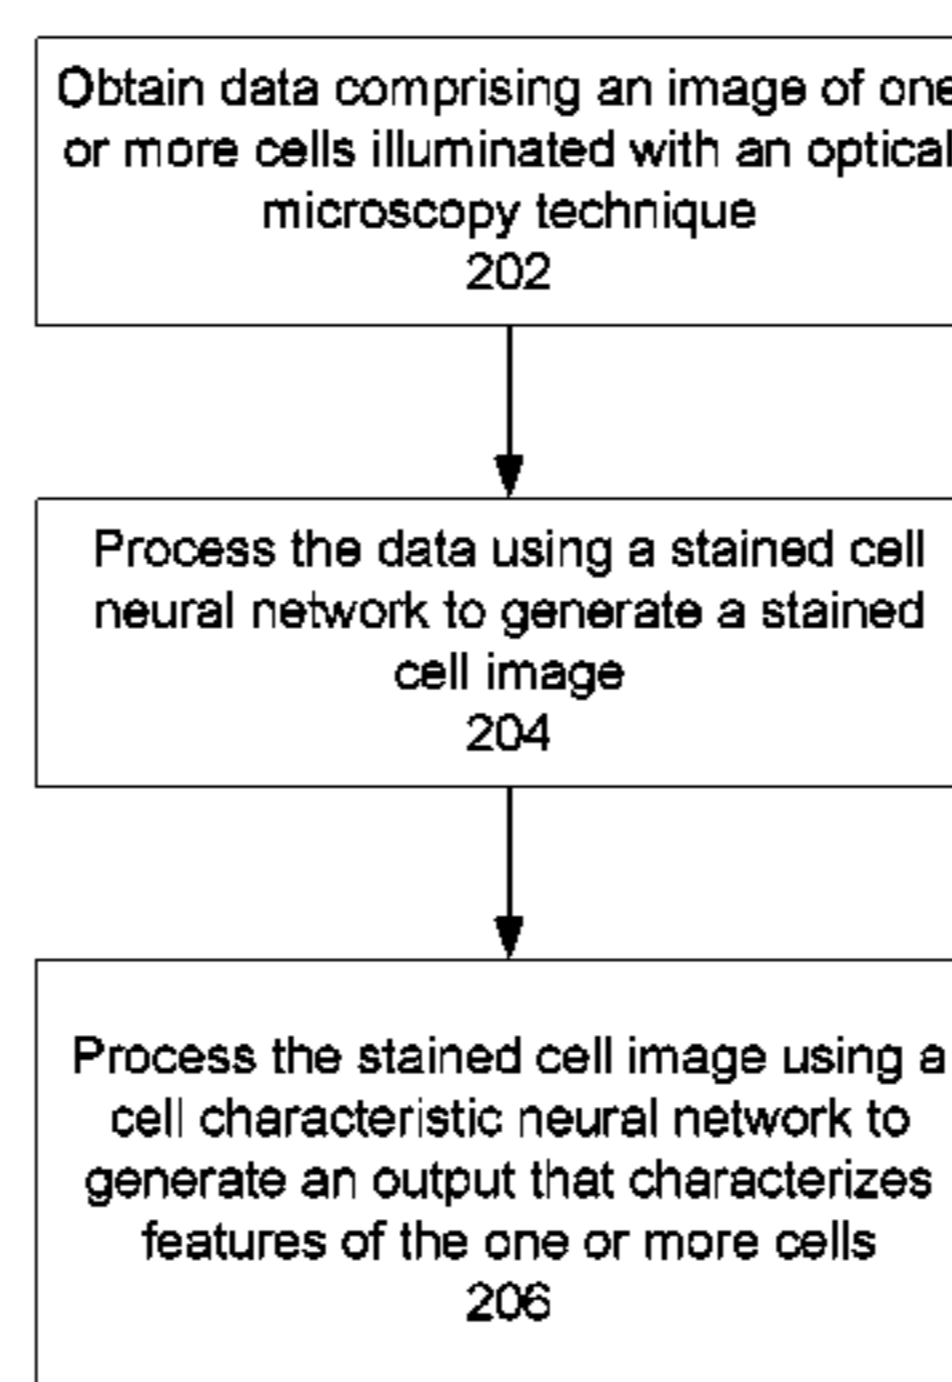 Obtain data comprising an image of one
or more cells illuminated with an optical
microscopy technique
202
Process the data using a stained cell
neural network to generate a stained
cell image
204
Process the stained cell image using a
cell characteristic neural network to
generate an output that characterizes
features of the one or more cells
206